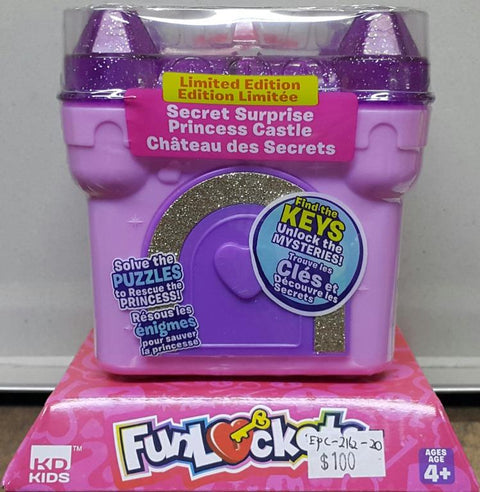 Limited Edition
Edition Limitée
Secret Surprise
Princess Castle
Château des Secrets
Find the
KEYS
Unlock the
MYSTERIES!
Trouve les
Clés et
Découvre les
Secrets
Solve the
PUZZLES
to Rescue the
PRINCESS!
Résous les
énigmes
pour sauver
la princesse
FunLocke
EPC-2162-20
$100
KD
KIDS
TM
AGES
AGE
4+